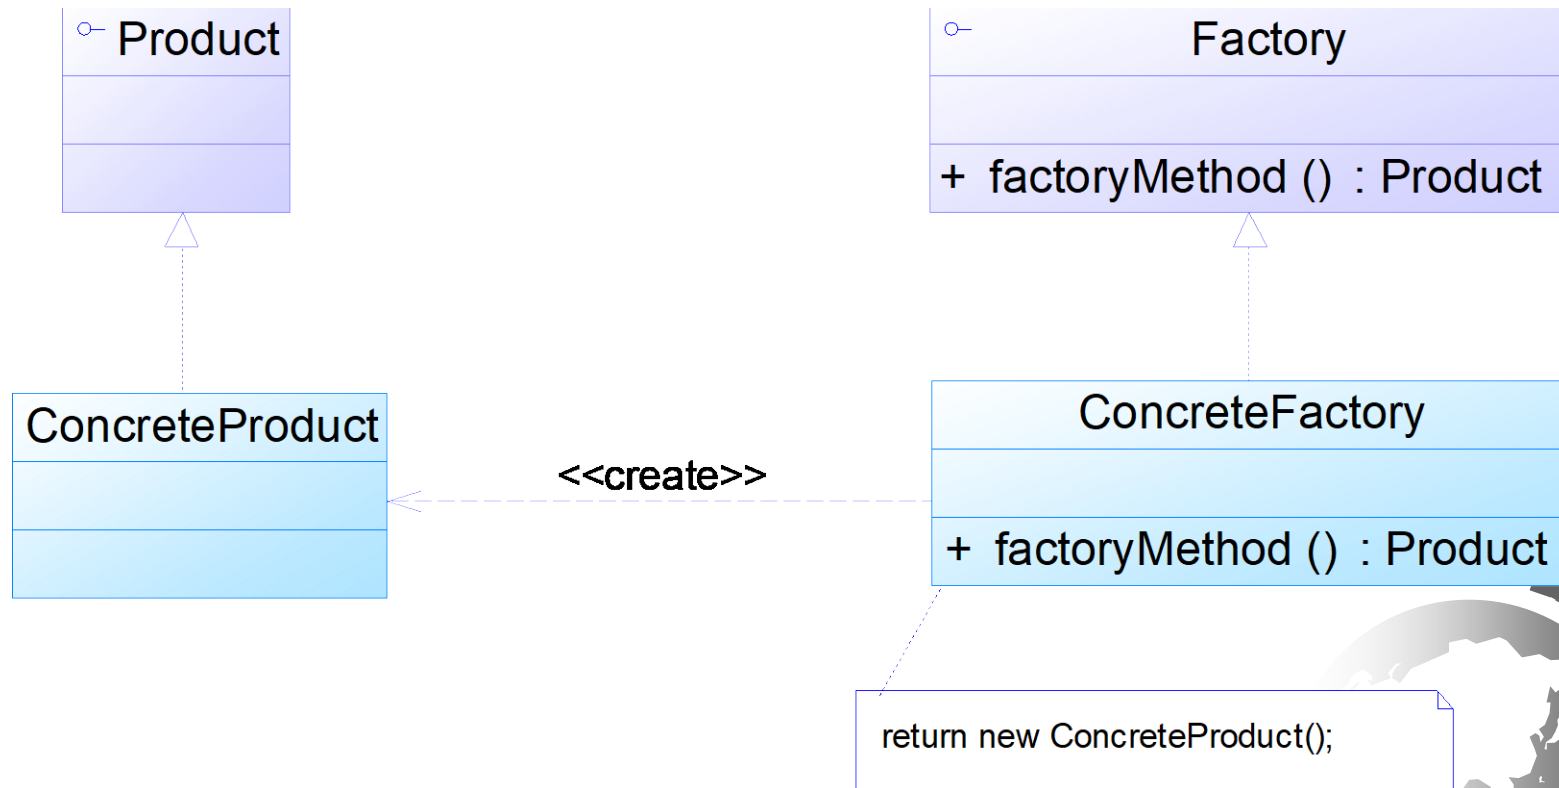 Product
Factory
+ factoryMethod () : Product
ConcreteProduct
ConcreteFactory
<<create>>
+ factoryMethod () : Product
return new ConcreteProduct();